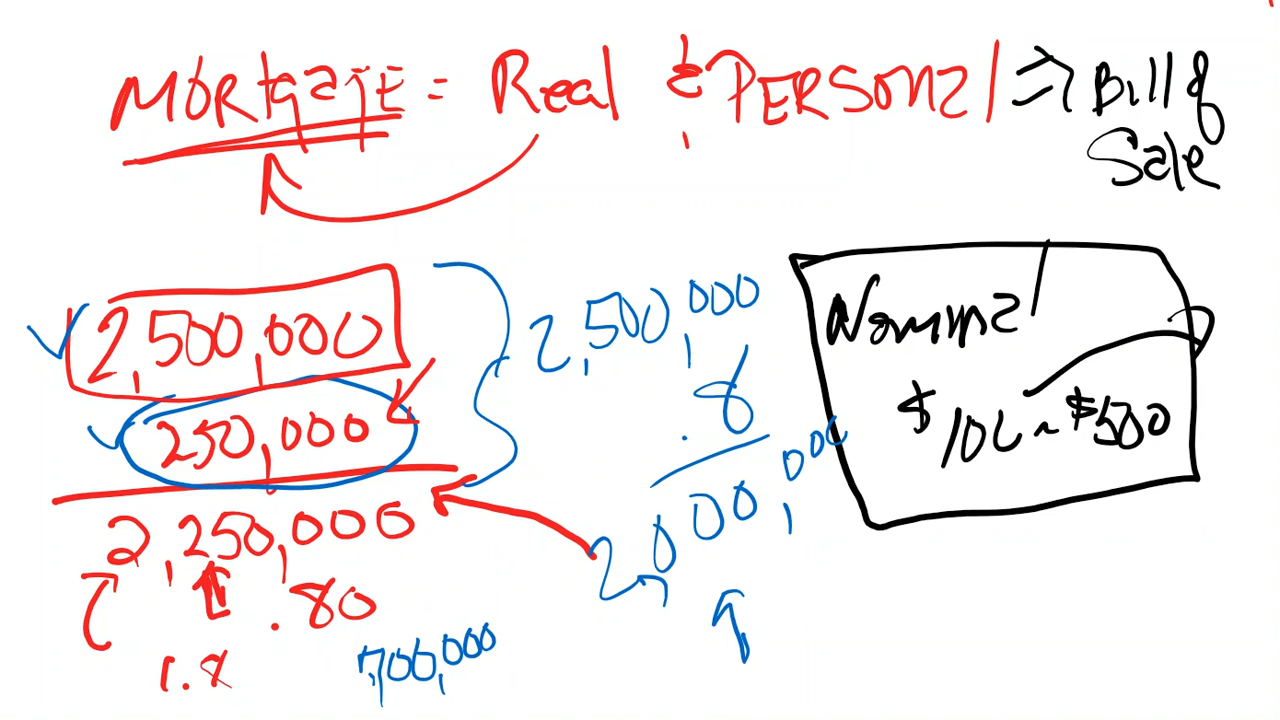 MORTgAgE = Real & PERSONAl => Bill of
Sale
2,500,000
250,000
2,250,000
.80
1.8
2,500,000
.8
2,000,000
700,000
Nominal
$100 ~ $500